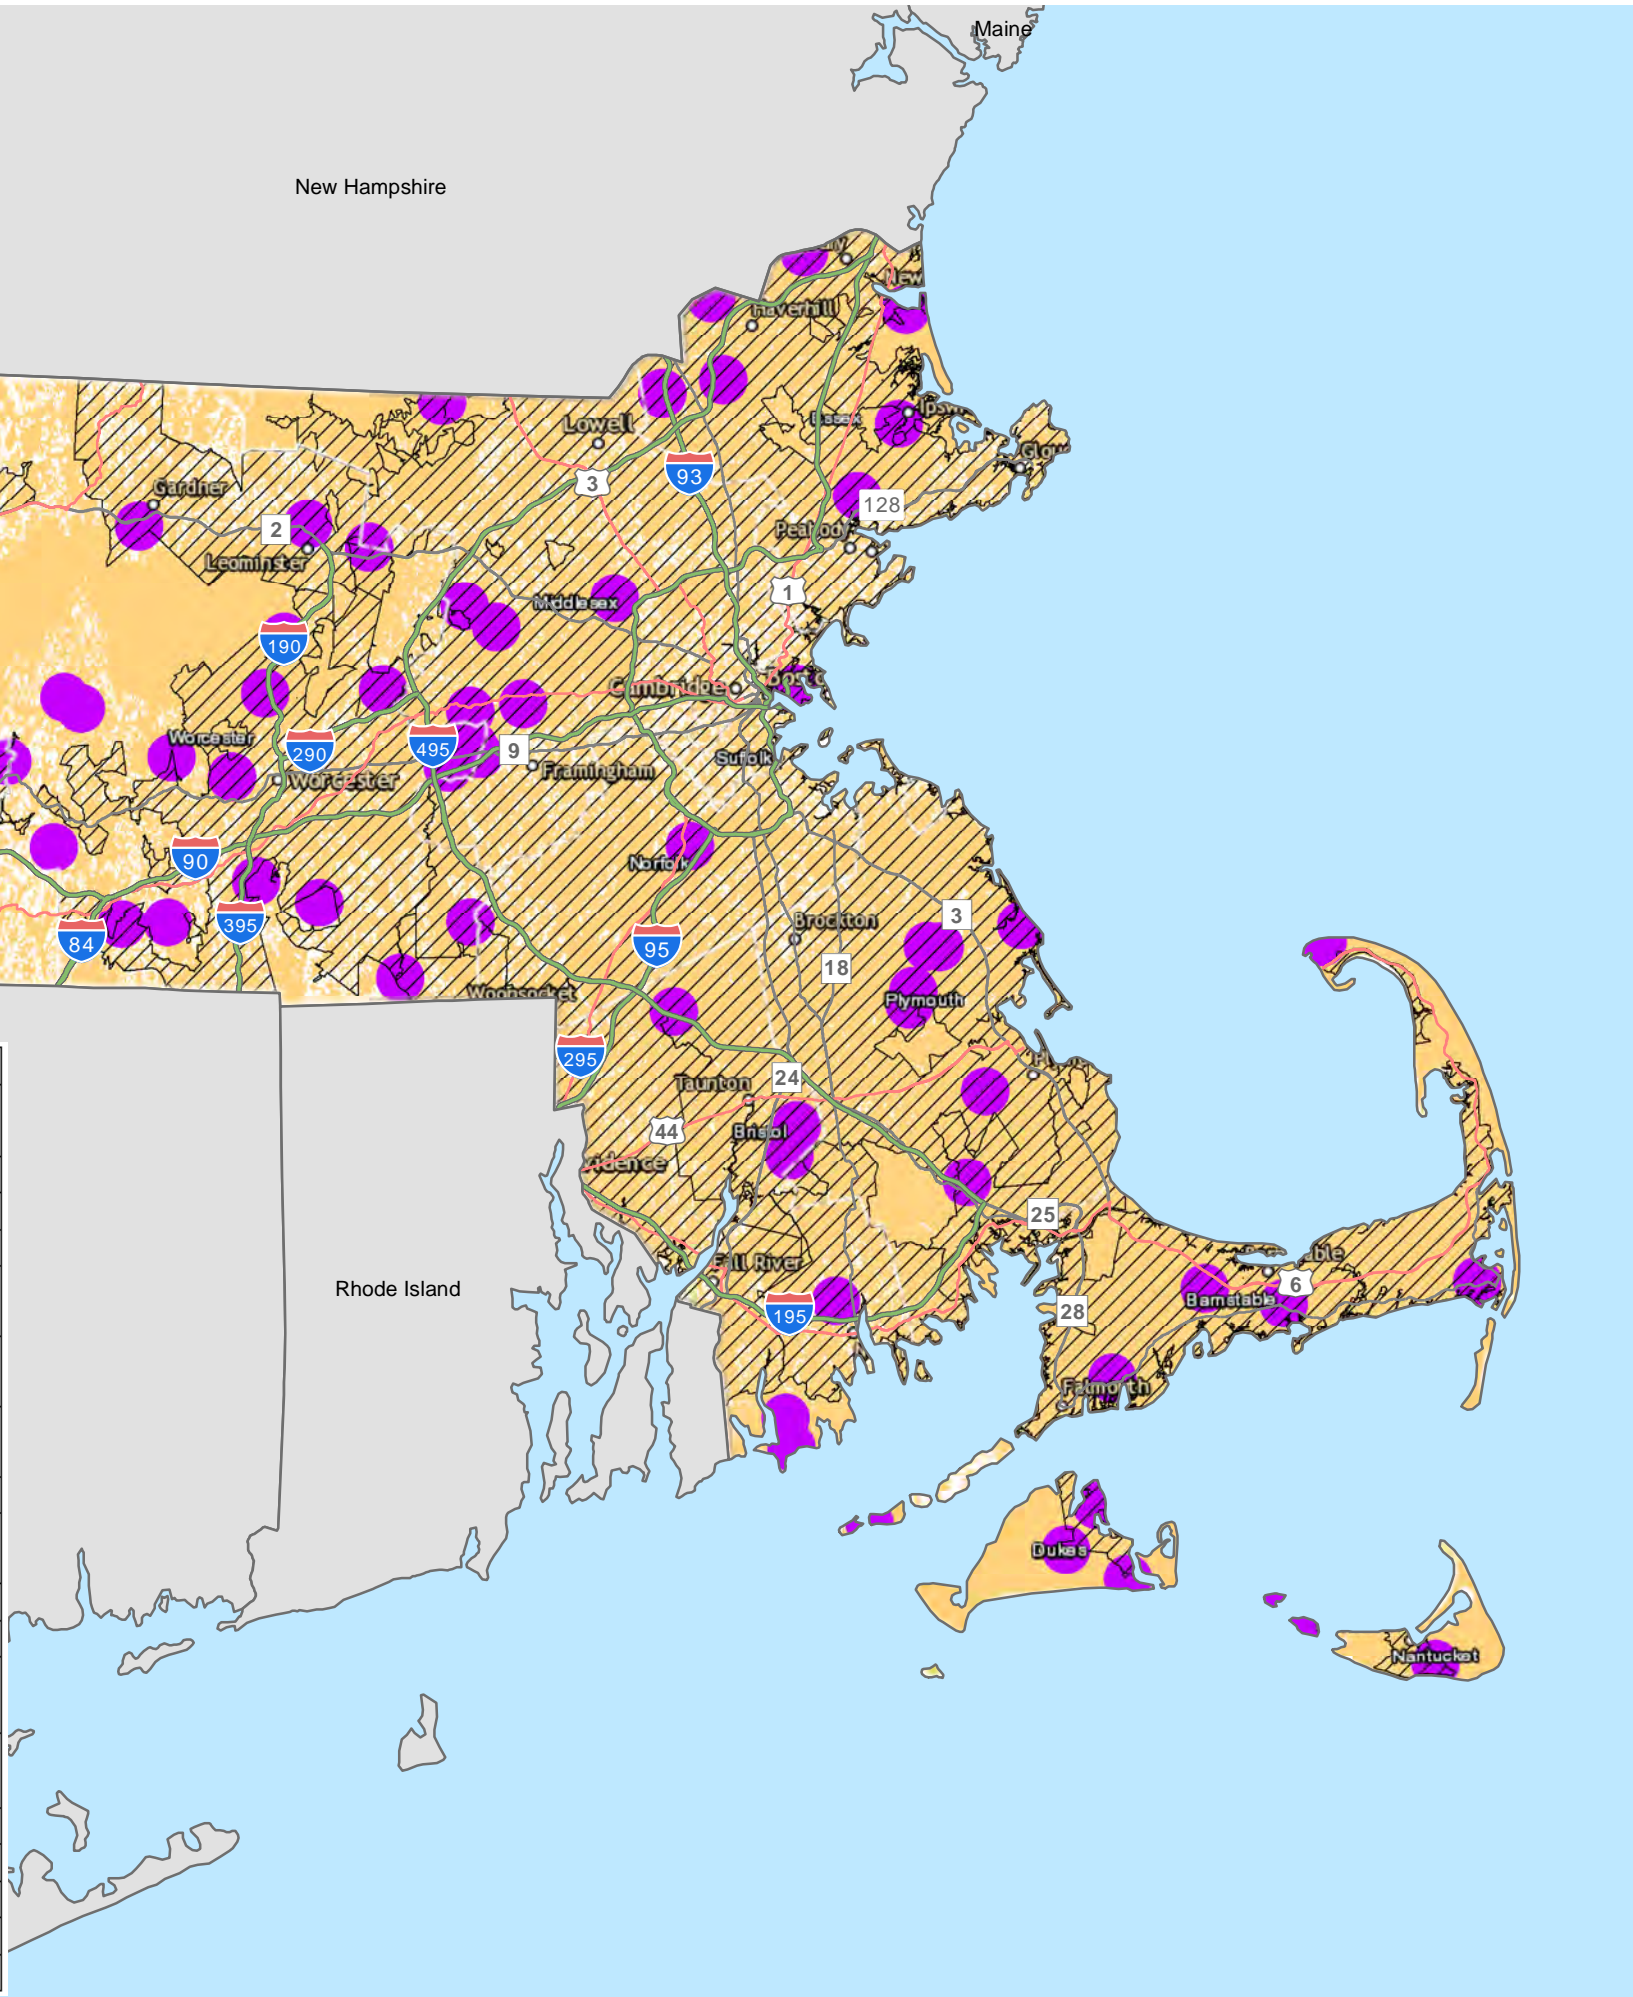 Maine
New Hampshire
Haverhill
Lowell
Essex
93
3
Gardner
128
2
Peabody
Leominster
1
Middlesex
190
Cambridge
Worcester
290
495
9
Suffolk
Framingham
Worcester
90
Norfolk
3
395
Brockton
84
95
18
Woonsocket
Plymouth
295
24
Taunton
44
Bristol
25
Fall River
6
Rhode Island
Barnstable
28
195
Falmouth
Dukes
Nantucket